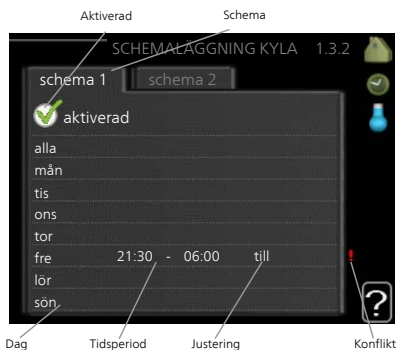 Aktiverad Schema
SCHEMALÄGGNING KYLA 1.3.2
schema 1 schema 2
aktiverad
alla
mån
tis
ons
tor
fre 21:30 - 06:00 till !
lör
sön
?
Dag Tidsperiod Justering Konflikt